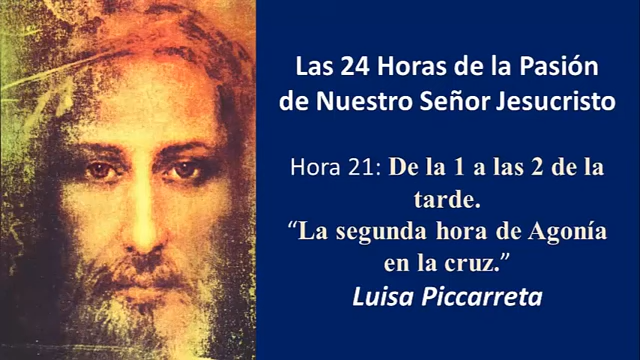 Las 24 Horas de la Pasión
de Nuestro Señor Jesucristo
Hora 21: De la 1 a las 2 de la
tarde.
“La segunda hora de Agonía
en la cruz.”
Luisa Piccarreta